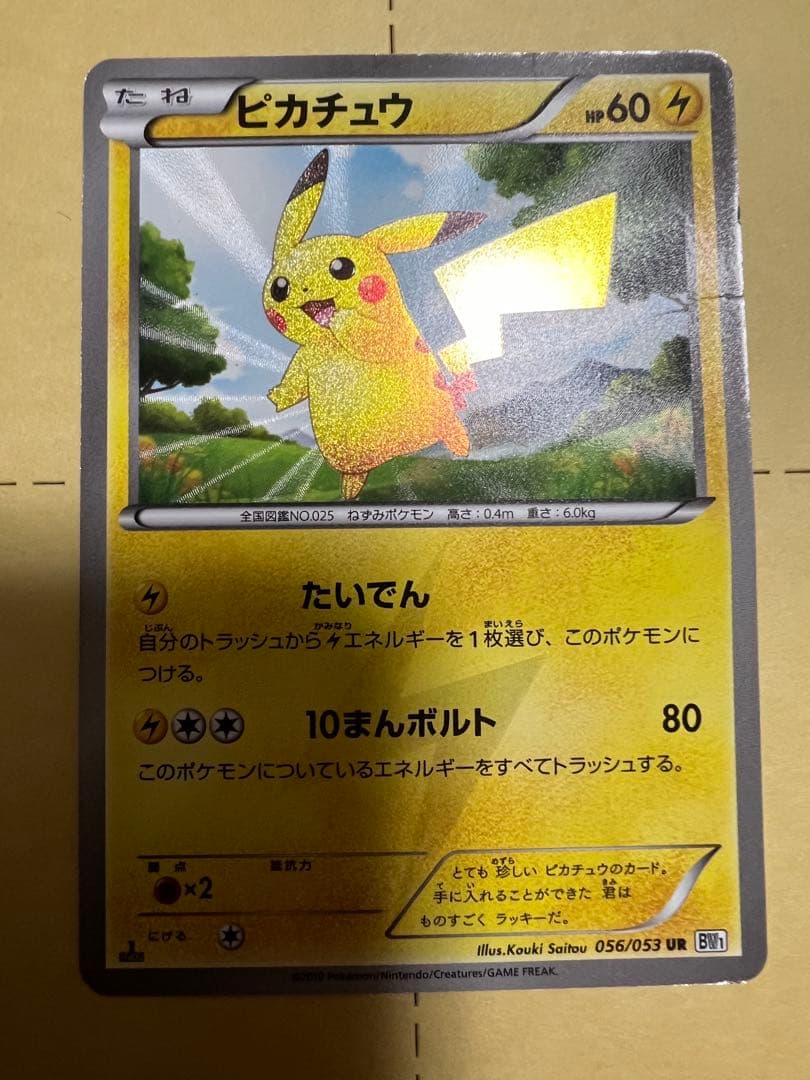 たね ピカチュウ HP60
全国図鑑NO.025 ねずみポケモン 高さ:0.4m 重さ:6.0kg
たいでん
自分のトラッシュからエネルギーを1枚選び、このポケモンに
つける。
10まんボルト 80
このポケモンについているエネルギーをすべてトラッシュする。
弱点 抵抗力
×2
にげる
とても 珍しい ピカチュウのカード。
手に入れることができた 君は
ものすごく ラッキーだ。
Illus.Kouki Saitou 056/053 UR BW1
©2010 Pokémon/Nintendo/Creatures/GAME FREAK.